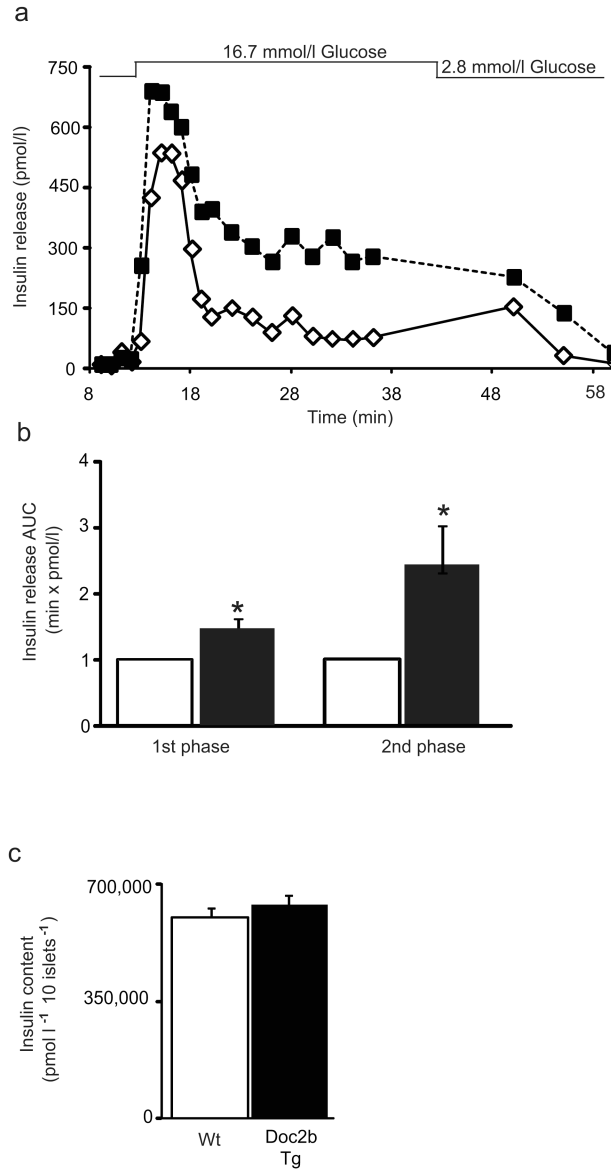 a
16.7 mmol/l Glucose
2.8 mmol/l Glucose
750
600
450
300
150
0
Insulin release (pmol/l)
8
18
28
38
48
58
Time (min)
b
4
3
2
1
0
Insulin release AUC
(min x pmol/l)
*
*
1st phase
2nd phase
c
700,000
350,000
0
Insulin content
(pmol l⁻¹ 10 islets⁻¹)
Wt
Doc2b
Tg